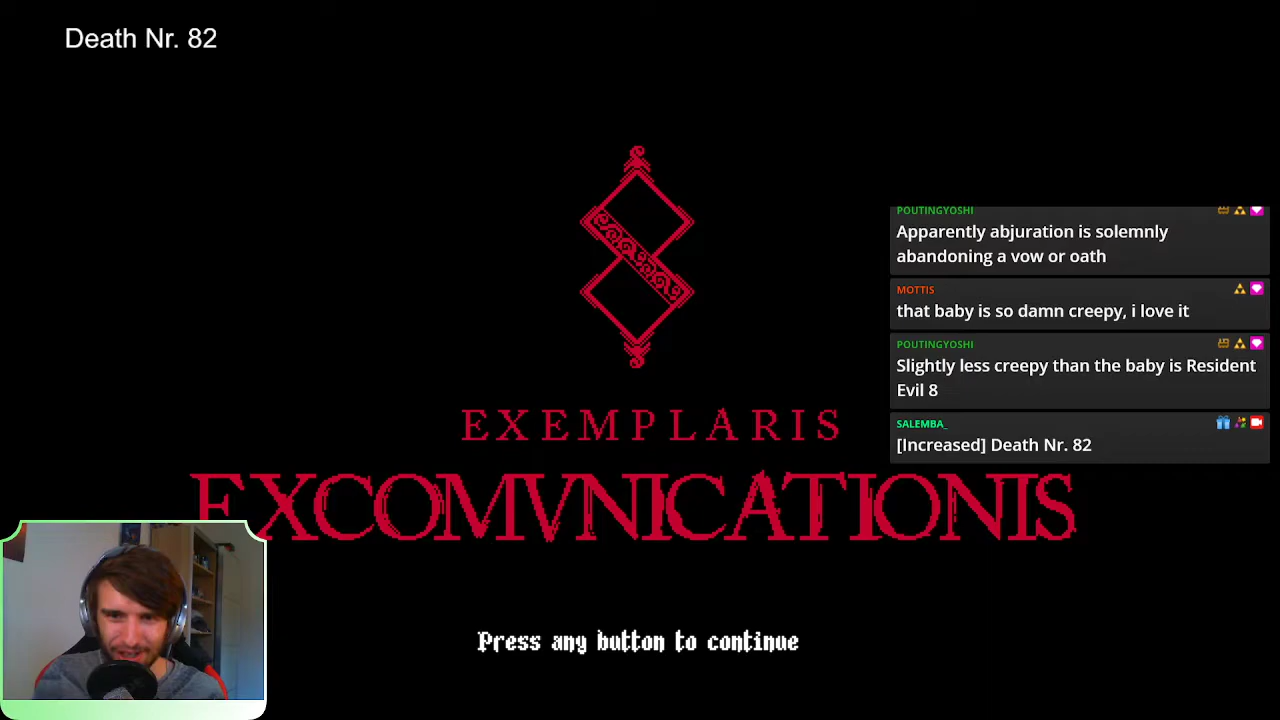 Death Nr. 82
POUTINGYOSHI
Apparently abjuration is solemnly
abandoning a vow or oath
MOTTIS
that baby is so damn creepy, i love it
POUTINGYOSHI
Slightly less creepy than the baby is Resident
Evil 8
SALEMBA_
[Increased] Death Nr. 82
EXEMPLARIS
EXCOMVNICATIONIS
Press any button to continue